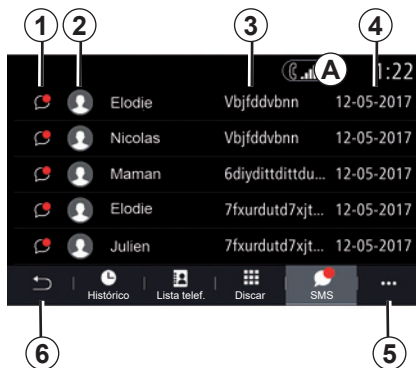 1 2 3 4
A 1:22
Elodie Vbjfddvbnn 12-05-2017
Nicolas Vbjfddvbnn 12-05-2017
Maman 6diydittdittdu... 12-05-2017
Elodie 7fxurdutd7xjt... 12-05-2017
Julien 7fxurdutd7xjt... 12-05-2017
Histórico Lista telef. Discar SMS ...
6 5